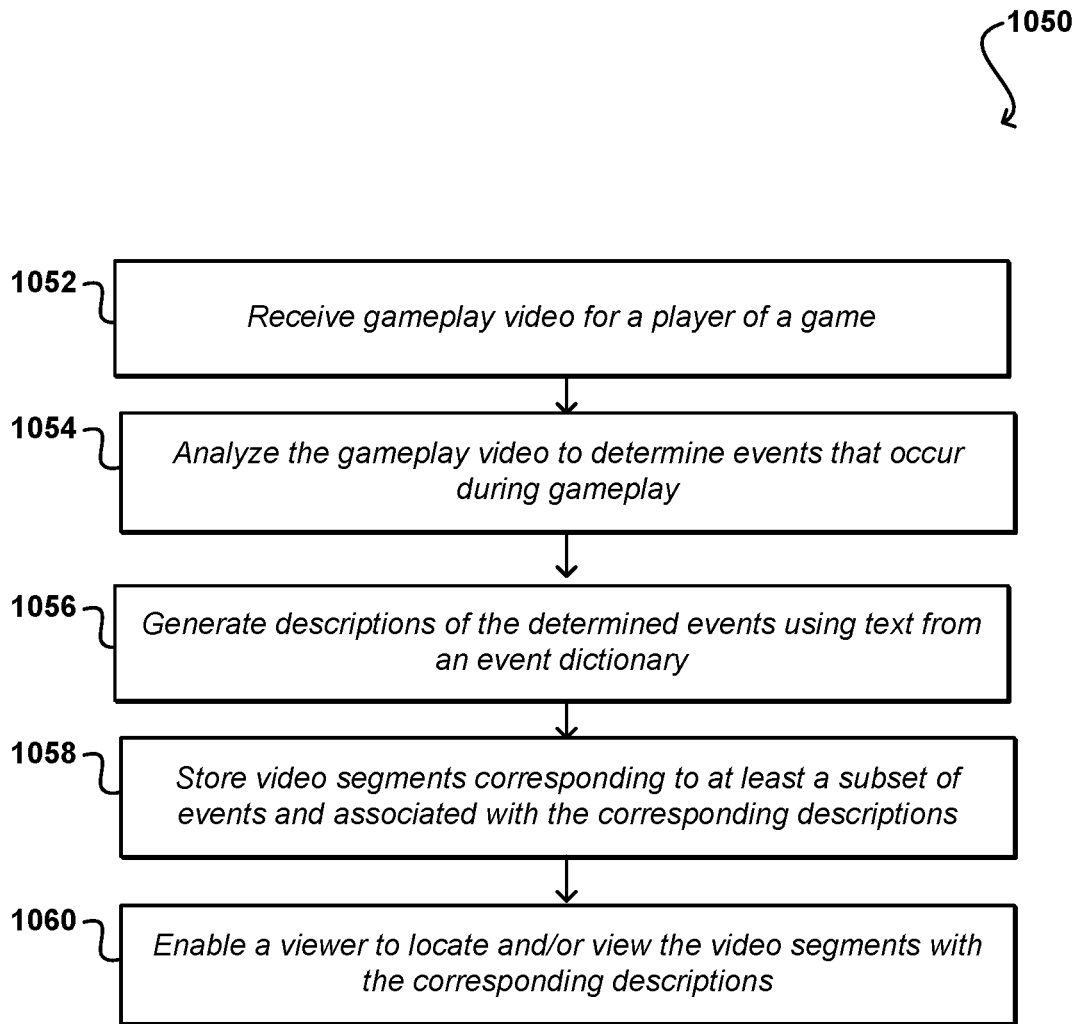 1050
1052
Receive gameplay video for a player of a game
1054
Analyze the gameplay video to determine events that occur
during gameplay
1056
Generate descriptions of the determined events using text from
an event dictionary
1058
Store video segments corresponding to at least a subset of
events and associated with the corresponding descriptions
1060
Enable a viewer to locate and/or view the video segments with
the corresponding descriptions